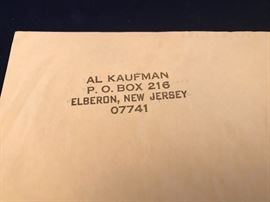 AL KAUFMAN
P. O. BOX 216
ELBERON, NEW JERSEY
07741